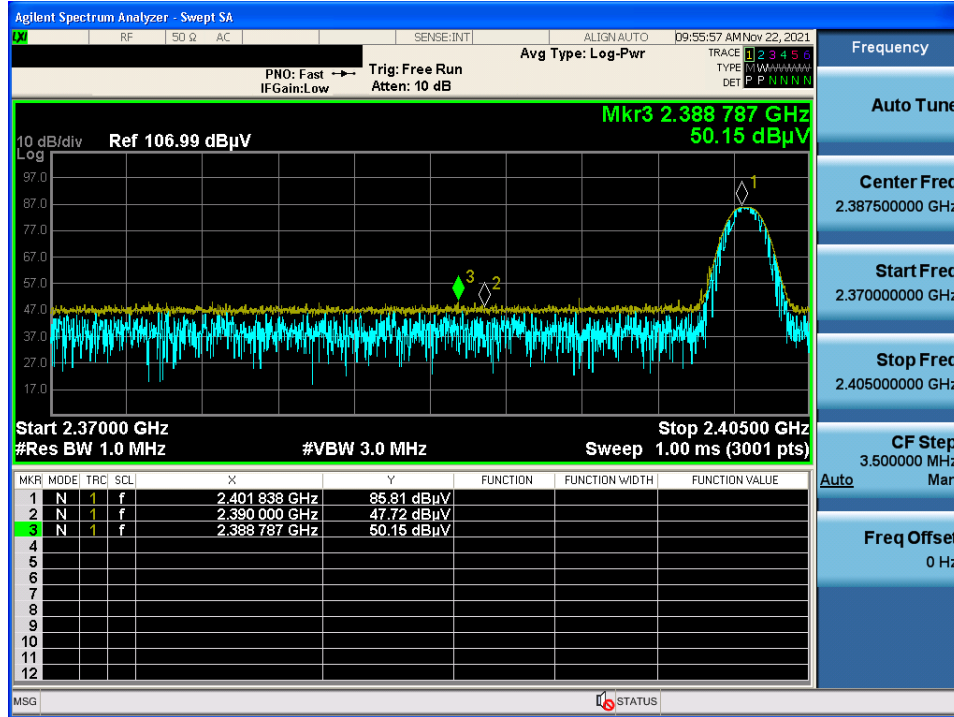 Agilent Spectrum Analyzer - Swept SA
LXI RF 50 Ω AC SENSE:INT ALIGN AUTO 09:55:57 AM Nov 22, 2021
Frequency
Avg Type: Log-Pwr
TRACE 1 2 3 4 5 6
PNO: Fast Trig: Free Run
TYPE M W W W W W
IFGain:Low Atten: 10 dB
DET P P N N N N
Auto Tune
Mkr3 2.388 787 GHz
50.15 dBµV
10 dB/div Ref 106.99 dBµV
Log
97.0
87.0
77.0
67.0
57.0
47.0
37.0
27.0
17.0
1
3
2
Center Freq
2.387500000 GHz
Start Freq
2.370000000 GHz
Stop Freq
2.405000000 GHz
Start 2.37000 GHz Stop 2.40500 GHz
#Res BW 1.0 MHz #VBW 3.0 MHz Sweep 1.00 ms (3001 pts)
CF Step
3.500000 MHz
Auto Man
MKR MODE TRC SCL X Y FUNCTION FUNCTION WIDTH FUNCTION VALUE
1 N 1 f 2.401 838 GHz 85.81 dBµV
2 N 1 f 2.390 000 GHz 47.72 dBµV
3 N 1 f 2.388 787 GHz 50.15 dBµV
4
5
6
7
8
9
10
11
12
Freq Offset
0 Hz
MSG STATUS